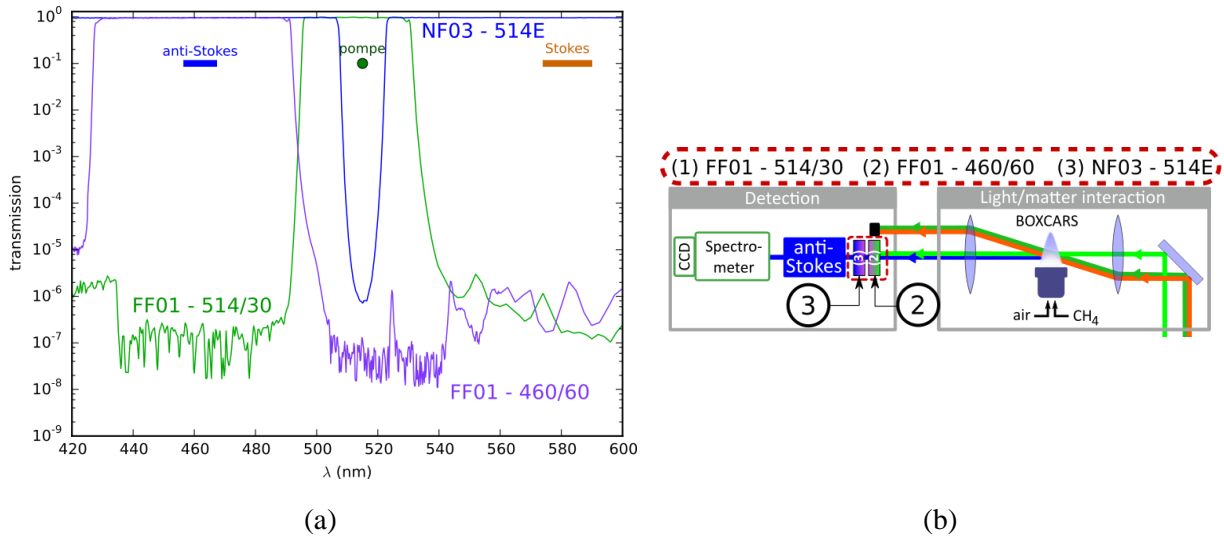 10⁰
10⁻¹
10⁻²
10⁻³
10⁻⁴
10⁻⁵
10⁻⁶
10⁻⁷
10⁻⁸
10⁻⁹
transmission
NF03 - 514E
anti-Stokes
pompe
Stokes
FF01 - 514/30
FF01 - 460/60
420 440 460 480 500 520 540 560 580 600
λ (nm)
(a)
(1) FF01 - 514/30 (2) FF01 - 460/60 (3) NF03 - 514E
Detection
Light/matter interaction
BOXCARS
CCD
Spectro-
meter
anti-
Stokes
3
2
air
CH₄
(b)